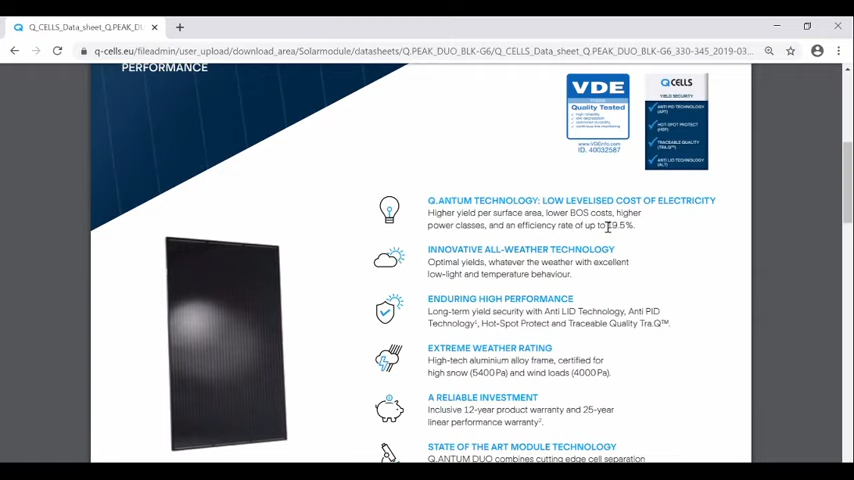 Q_CELLS_Data_sheet_Q.PEAK_D
q-cells.eu/fileadmin/user_upload/download_area/Solarmodule/datasheets/Q.PEAK_DUO_BLK-G6/Q_CELLS_Data_sheet_Q.PEAK_DUO_BLK-G6_330-345_2019-03...
PERFORMANCE
VDE
Quality Tested
www.VDEinfo.com
ID. 40032587
Q CELLS
YIELD SECURITY
ANTI PID TECHNOLOGY
(APT)
HOT-SPOT PROTECT
(HSP)
TRACEABLE QUALITY
(TRA.Q™)
ANTI LID TECHNOLOGY
(ALT)
Q.ANTUM TECHNOLOGY: LOW LEVELISED COST OF ELECTRICITY
Higher yield per surface area, lower BOS costs, higher
power classes, and an efficiency rate of up to 19.5%.
INNOVATIVE ALL-WEATHER TECHNOLOGY
Optimal yields, whatever the weather with excellent
low-light and temperature behaviour.
ENDURING HIGH PERFORMANCE
Long-term yield security with Anti LID Technology, Anti PID
Technology¹, Hot-Spot Protect and Traceable Quality Tra.Q™.
EXTREME WEATHER RATING
High-tech aluminium alloy frame, certified for
high snow (5400 Pa) and wind loads (4000 Pa).
A RELIABLE INVESTMENT
Inclusive 12-year product warranty and 25-year
linear performance warranty².
STATE OF THE ART MODULE TECHNOLOGY
Q.ANTUM DUO combines cutting edge cell separation